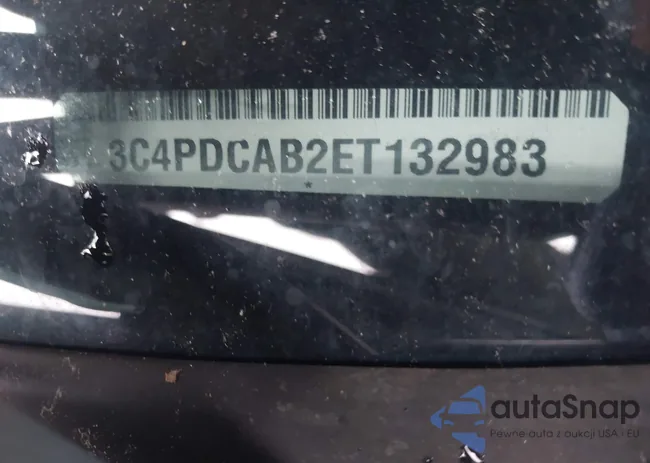 3C4PDCAB2ET132983
*
autaSnap
Pewne auta z aukcji USA i EU